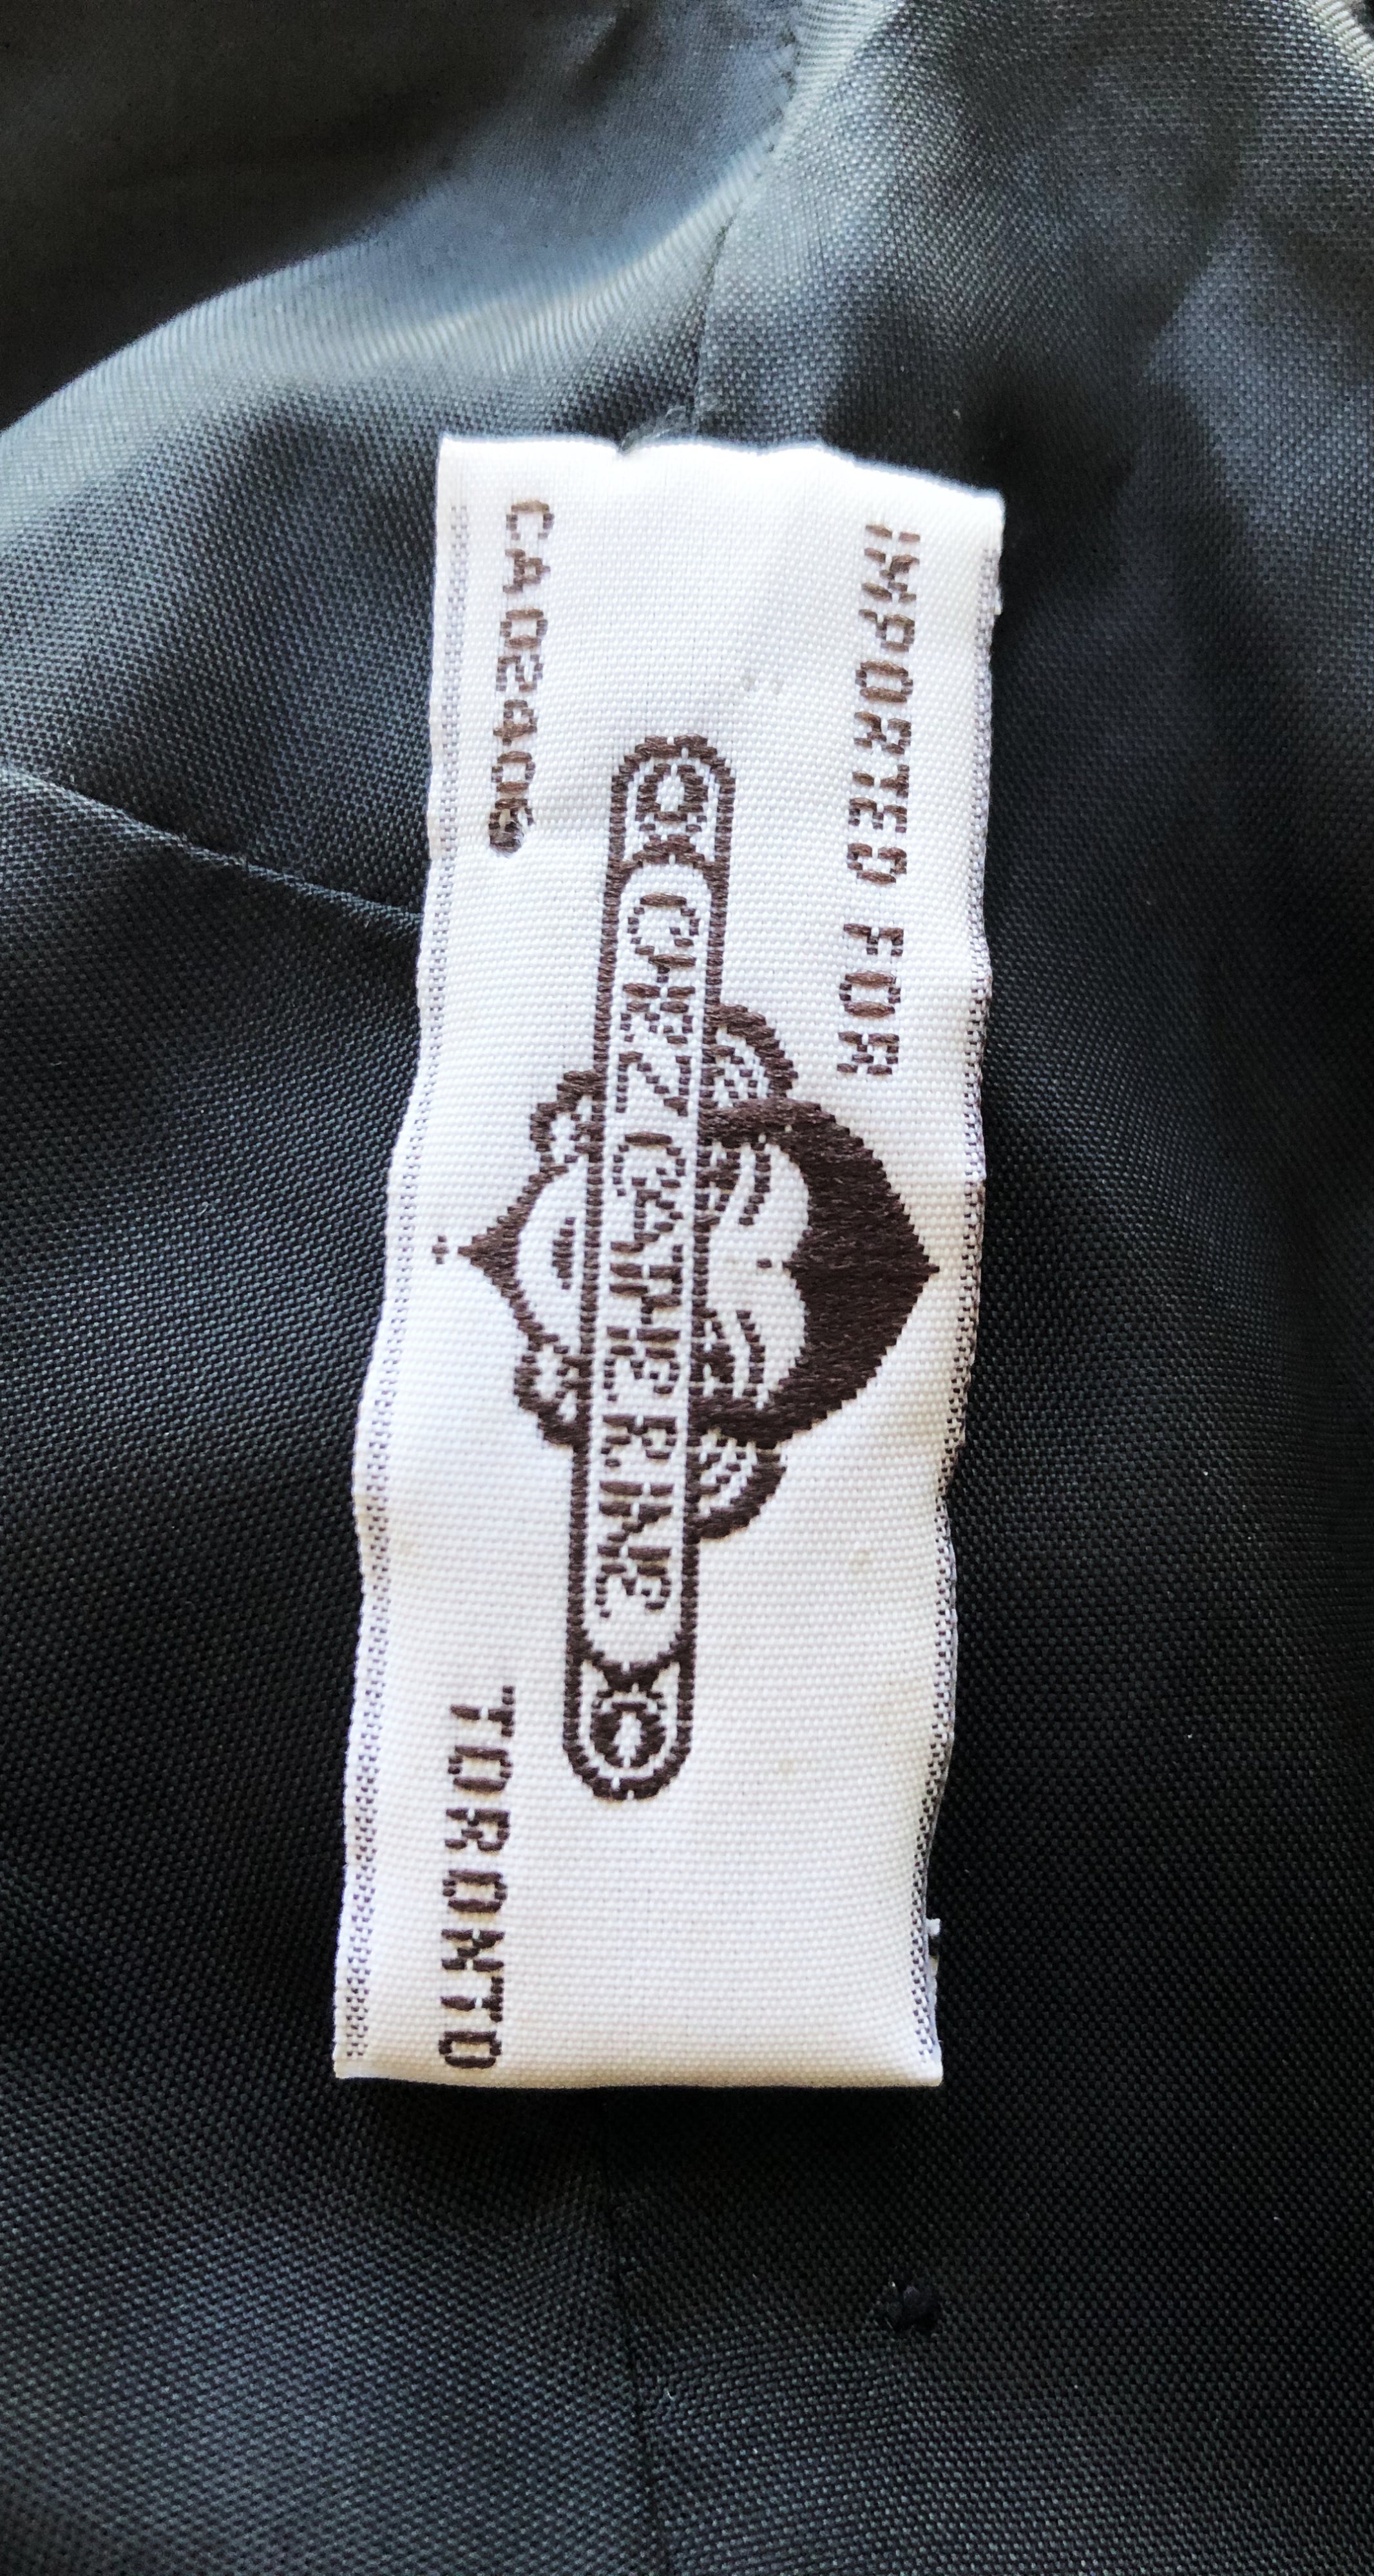 IMPORTED FOR
CHEZ CATHERINE
CA02406 TORONTO